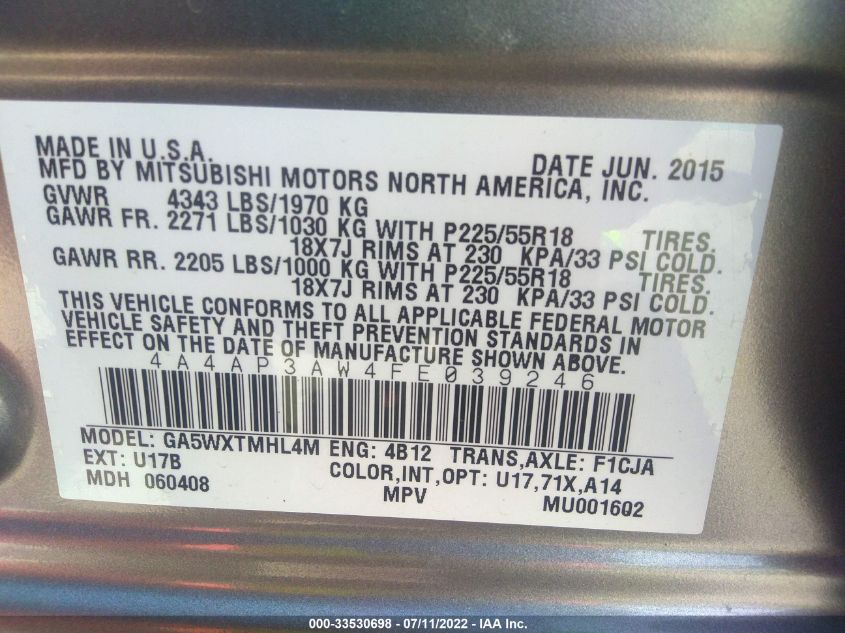 MADE IN U.S.A. DATE JUN. 2015
MFD BY MITSUBISHI MOTORS NORTH AMERICA, INC.
GVWR 4343 LBS/1970 KG
GAWR FR. 2271 LBS/1030 KG WITH P225/55R18 TIRES.
18X7J RIMS AT 230 KPA/33 PSI COLD.
GAWR RR. 2205 LBS/1000 KG WITH P225/55R18 TIRES.
18X7J RIMS AT 230 KPA/33 PSI COLD.
THIS VEHICLE CONFORMS TO ALL APPLICABLE FEDERAL MOTOR
VEHICLE SAFETY AND THEFT PREVENTION STANDARDS IN
EFFECT ON THE DATE OF MANUFACTURE SHOWN ABOVE.
4A4AP3AW4FE039246
MODEL: GA5WXTMHL4M ENG: 4B12 TRANS,AXLE: F1CJA
EXT: U17B COLOR,INT,OPT: U17,71X,A14
MDH 060408 MPV MU001602
000-33530698 - 07/11/2022 - IAA Inc.